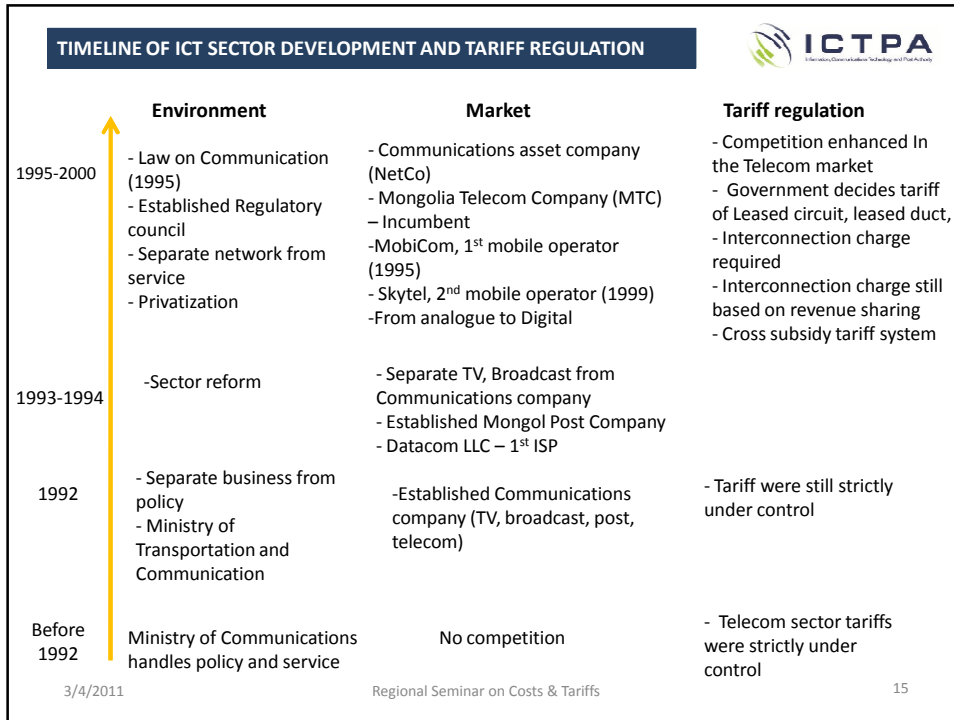 TIMELINE OF ICT SECTOR DEVELOPMENT AND TARIFF REGULATION
ICTPA
Information, Communications Technology and Post Authority
Environment
Market
Tariff regulation
1995-2000
- Law on Communication
(1995)
- Established Regulatory
council
- Separate network from
service
- Privatization
- Communications asset company
(NetCo)
- Mongolia Telecom Company (MTC)
– Incumbent
-MobiCom, 1st mobile operator
(1995)
- Skytel, 2nd mobile operator (1999)
-From analogue to Digital
- Competition enhanced In
the Telecom market
- Government decides tariff
of Leased circuit, leased duct,
- Interconnection charge
required
- Interconnection charge still
based on revenue sharing
- Cross subsidy tariff system
1993-1994
-Sector reform
- Separate TV, Broadcast from
Communications company
- Established Mongol Post Company
- Datacom LLC – 1st ISP
1992
- Separate business from
policy
- Ministry of
Transportation and
Communication
-Established Communications
company (TV, broadcast, post,
telecom)
- Tariff were still strictly
under control
Before
1992
Ministry of Communications
handles policy and service
No competition
- Telecom sector tariffs
were strictly under
control
3/4/2011
Regional Seminar on Costs & Tariffs
15